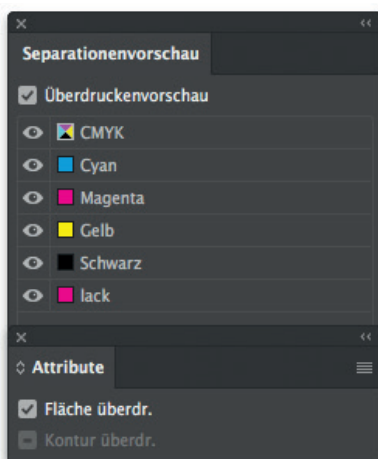 Separationenvorschau
Überdruckenvorschau
CMYK
Cyan
Magenta
Gelb
Schwarz
lack
Attribute
Fläche überdr.
Kontur überdr.